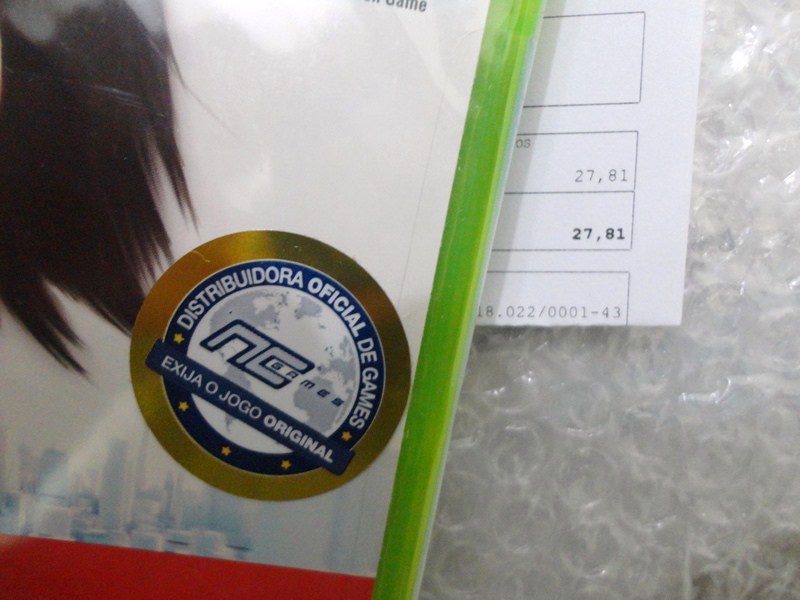 Game
OS
27,81
27,81
18.022/0001-43
DISTRIBUIDORA OFICIAL DE GAMES
NC
GAMES
EXIJA O JOGO ORIGINAL